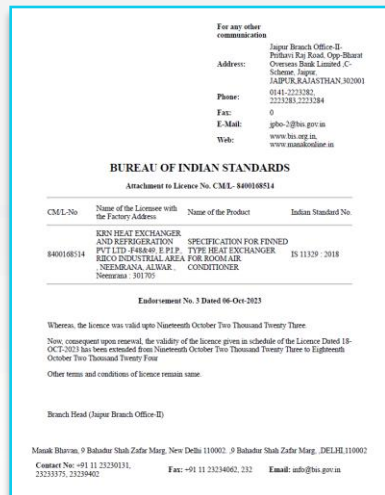 For any other
communication
Address:
Jaipur Branch Office-II-
Prithavi Raj Road, Opp-Bharat
Overseas Bank Limited ,C-
Scheme, Jaipur,
JAIPUR,RAJASTHAN,302001
Phone:
0141-2223282,
2223283,2223284
Fax: 0
E-Mail: jpbo-2@bis.gov.in
Web:
www.bis.org.in,
www.manakonline.in
BUREAU OF INDIAN STANDARDS
Attachment to Licence No. CM/L- 8400168514
CM/L-No
Name of the Licensee with
the Factory Address
Name of the Product
Indian Standard No.
8400168514
KRN HEAT EXCHANGER
AND REFRIGERATION
PVT LTD -F48&49, E.P.I.P.,
RIICO INDUSTRIAL AREA
, NEEMRANA, ALWAR ,
Neemrana : 301705
SPECIFICATION FOR FINNED
TYPE HEAT EXCHANGER
FOR ROOM AIR
CONDITIONER
IS 11329 : 2018
Endorsement No. 3 Dated 06-Oct-2023
Whereas, the licence was valid upto Nineteenth October Two Thousand Twenty Three
Now, consequent upon renewal, the validity of the licence given in schedule of the Licence Dated 18-
OCT-2023 has been extended from Nineteenth October Two Thousand Twenty Three to Eighteenth
October Two Thousand Twenty Four
Other terms and conditions of licence remain same.
Branch Head (Jaipur Branch Office-II)
Manak Bhavan, 9 Bahadur Shah Zafar Marg, New Delhi 110002 ,9 Bahadur Shah Zafar Marg, ,DELHI,110002
Contact No: +91 11 23230131,
23233375, 23239402
Fax: +91 11 23234062, 232
Email: info@bis.gov.in